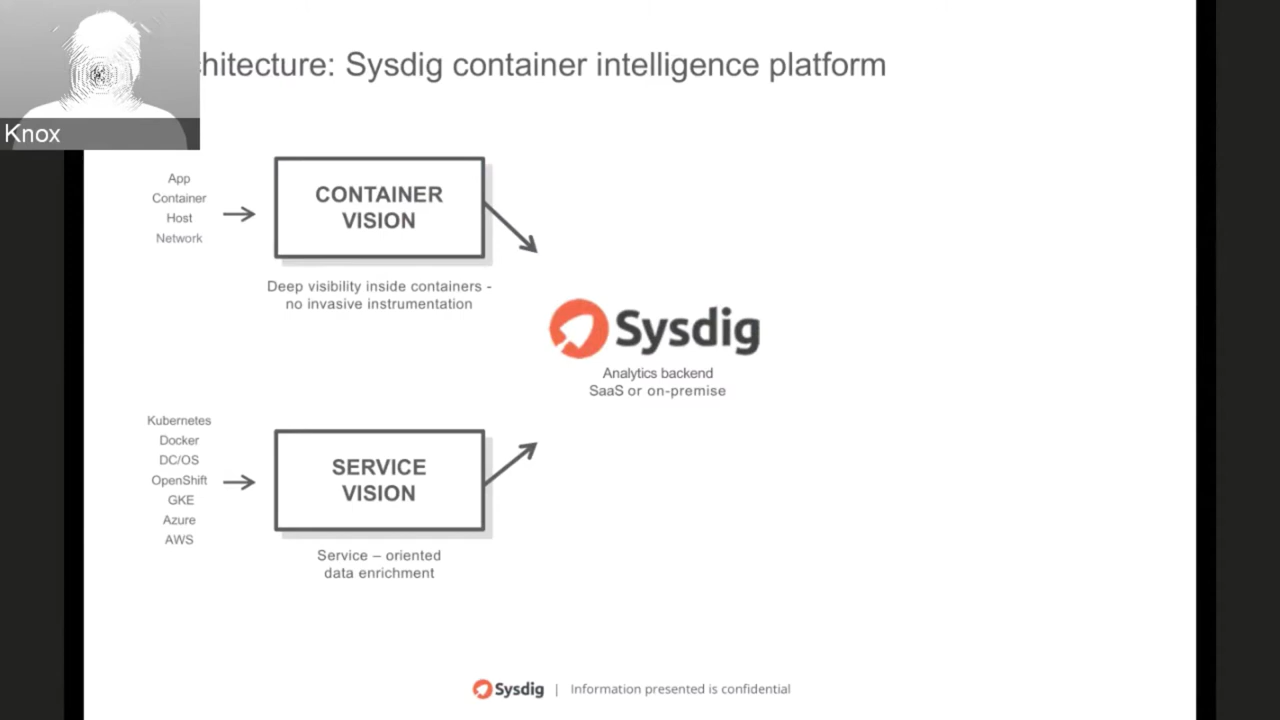 hitecture: Sysdig container intelligence platform
Knox
App
Container
Host
Network
CONTAINER
VISION
Deep visibility inside containers -
no invasive instrumentation
Sysdig
Analytics backend
SaaS or on-premise
Kubernetes
Docker
DC/OS
OpenShift
GKE
Azure
AWS
SERVICE
VISION
Service – oriented
data enrichment
Sysdig | Information presented is confidential